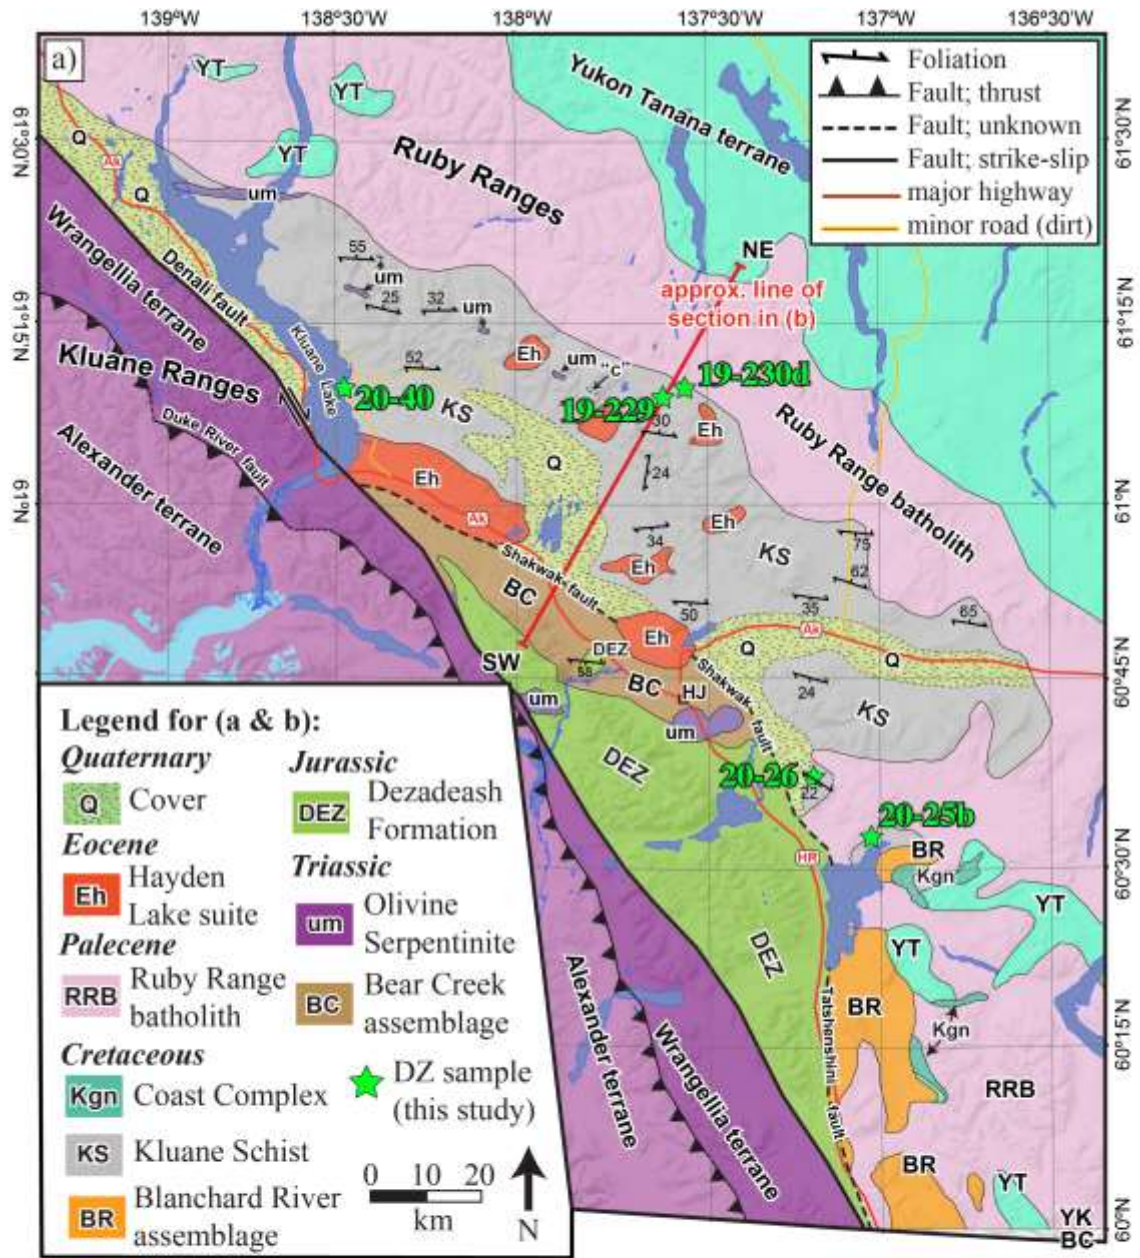 139°W 138°30'W 138°W 137°30'W 137°W 136°30'W
a)
Foliation
Fault; thrust
Fault; unknown
Fault; strike-slip
major highway
minor road (dirt)
61°30'N
61°15'N
61°N
61°30'N
61°15'N
61°N
60°45'N
60°30'N
60°15'N
60°N
YT
YT
YT
Yukon Tanana terrane
Ruby Ranges
Q
Ak
Q
um
Wrangellia terrane
Denali fault
Kluane Lake
Kluane Ranges
Duke River fault
Alexander terrane
55
um
25
32
um
NE
approx. line of
section in (b)
52
Eh
um
"C"
19-230d
20-40
KS
19-229
30
Eh
24
Q
Eh
Ak
Ruby Range batholith
Eh
34
Eh
KS
75
62
Shakwak fault
BC
50
35
65
Eh
Q
Ak
Q
SW
DEZ
58
BC
HJ
Shakwak fault
24
KS
um
um
DEZ
20-26
22
20-25b
HR
BR
Kgn
YT
YT
DEZ
BR
Kgn
Tatshenshini fault
RRB
Alexander terrane
Wrangellia terrane
BR
YT
YK
BC
Legend for (a & b):
Quaternary
Q Cover
Eocene
Eh Hayden
Lake suite
Palecene
RRB Ruby Range
batholith
Cretaceous
Kgn Coast Complex
KS Kluane Schist
BR Blanchard River
assemblage
Jurassic
DEZ Dezadeash
Formation
Triassic
um Olivine
Serpentinite
BC Bear Creek
assemblage
DZ sample
(this study)
0 10 20
km
N